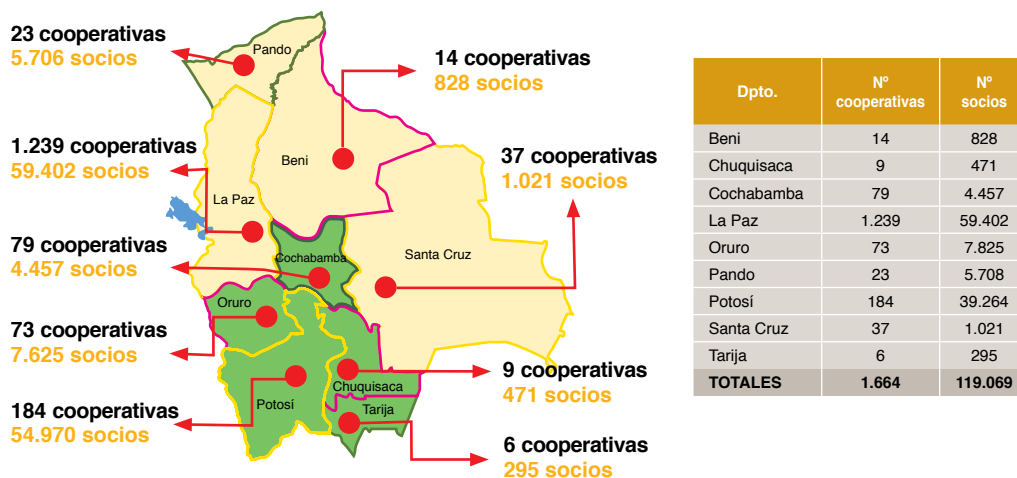 23 cooperativas
5.706 socios
Pando
14 cooperativas
828 socios
1.239 cooperativas
59.402 socios
Beni
37 cooperativas
1.021 socios
La Paz
79 cooperativas
4.457 socios
Cochabamba
Santa Cruz
Oruro
73 cooperativas
7.625 socios
9 cooperativas
471 socios
Chuquisaca
184 cooperativas
54.970 socios
Potosí
Tarija
6 cooperativas
295 socios
Dpto. Nº cooperativas Nº socios
Beni 14 828
Chuquisaca 9 471
Cochabamba 79 4.457
La Paz 1.239 59.402
Oruro 73 7.825
Pando 23 5.708
Potosí 184 39.264
Santa Cruz 37 1.021
Tarija 6 295
TOTALES 1.664 119.069